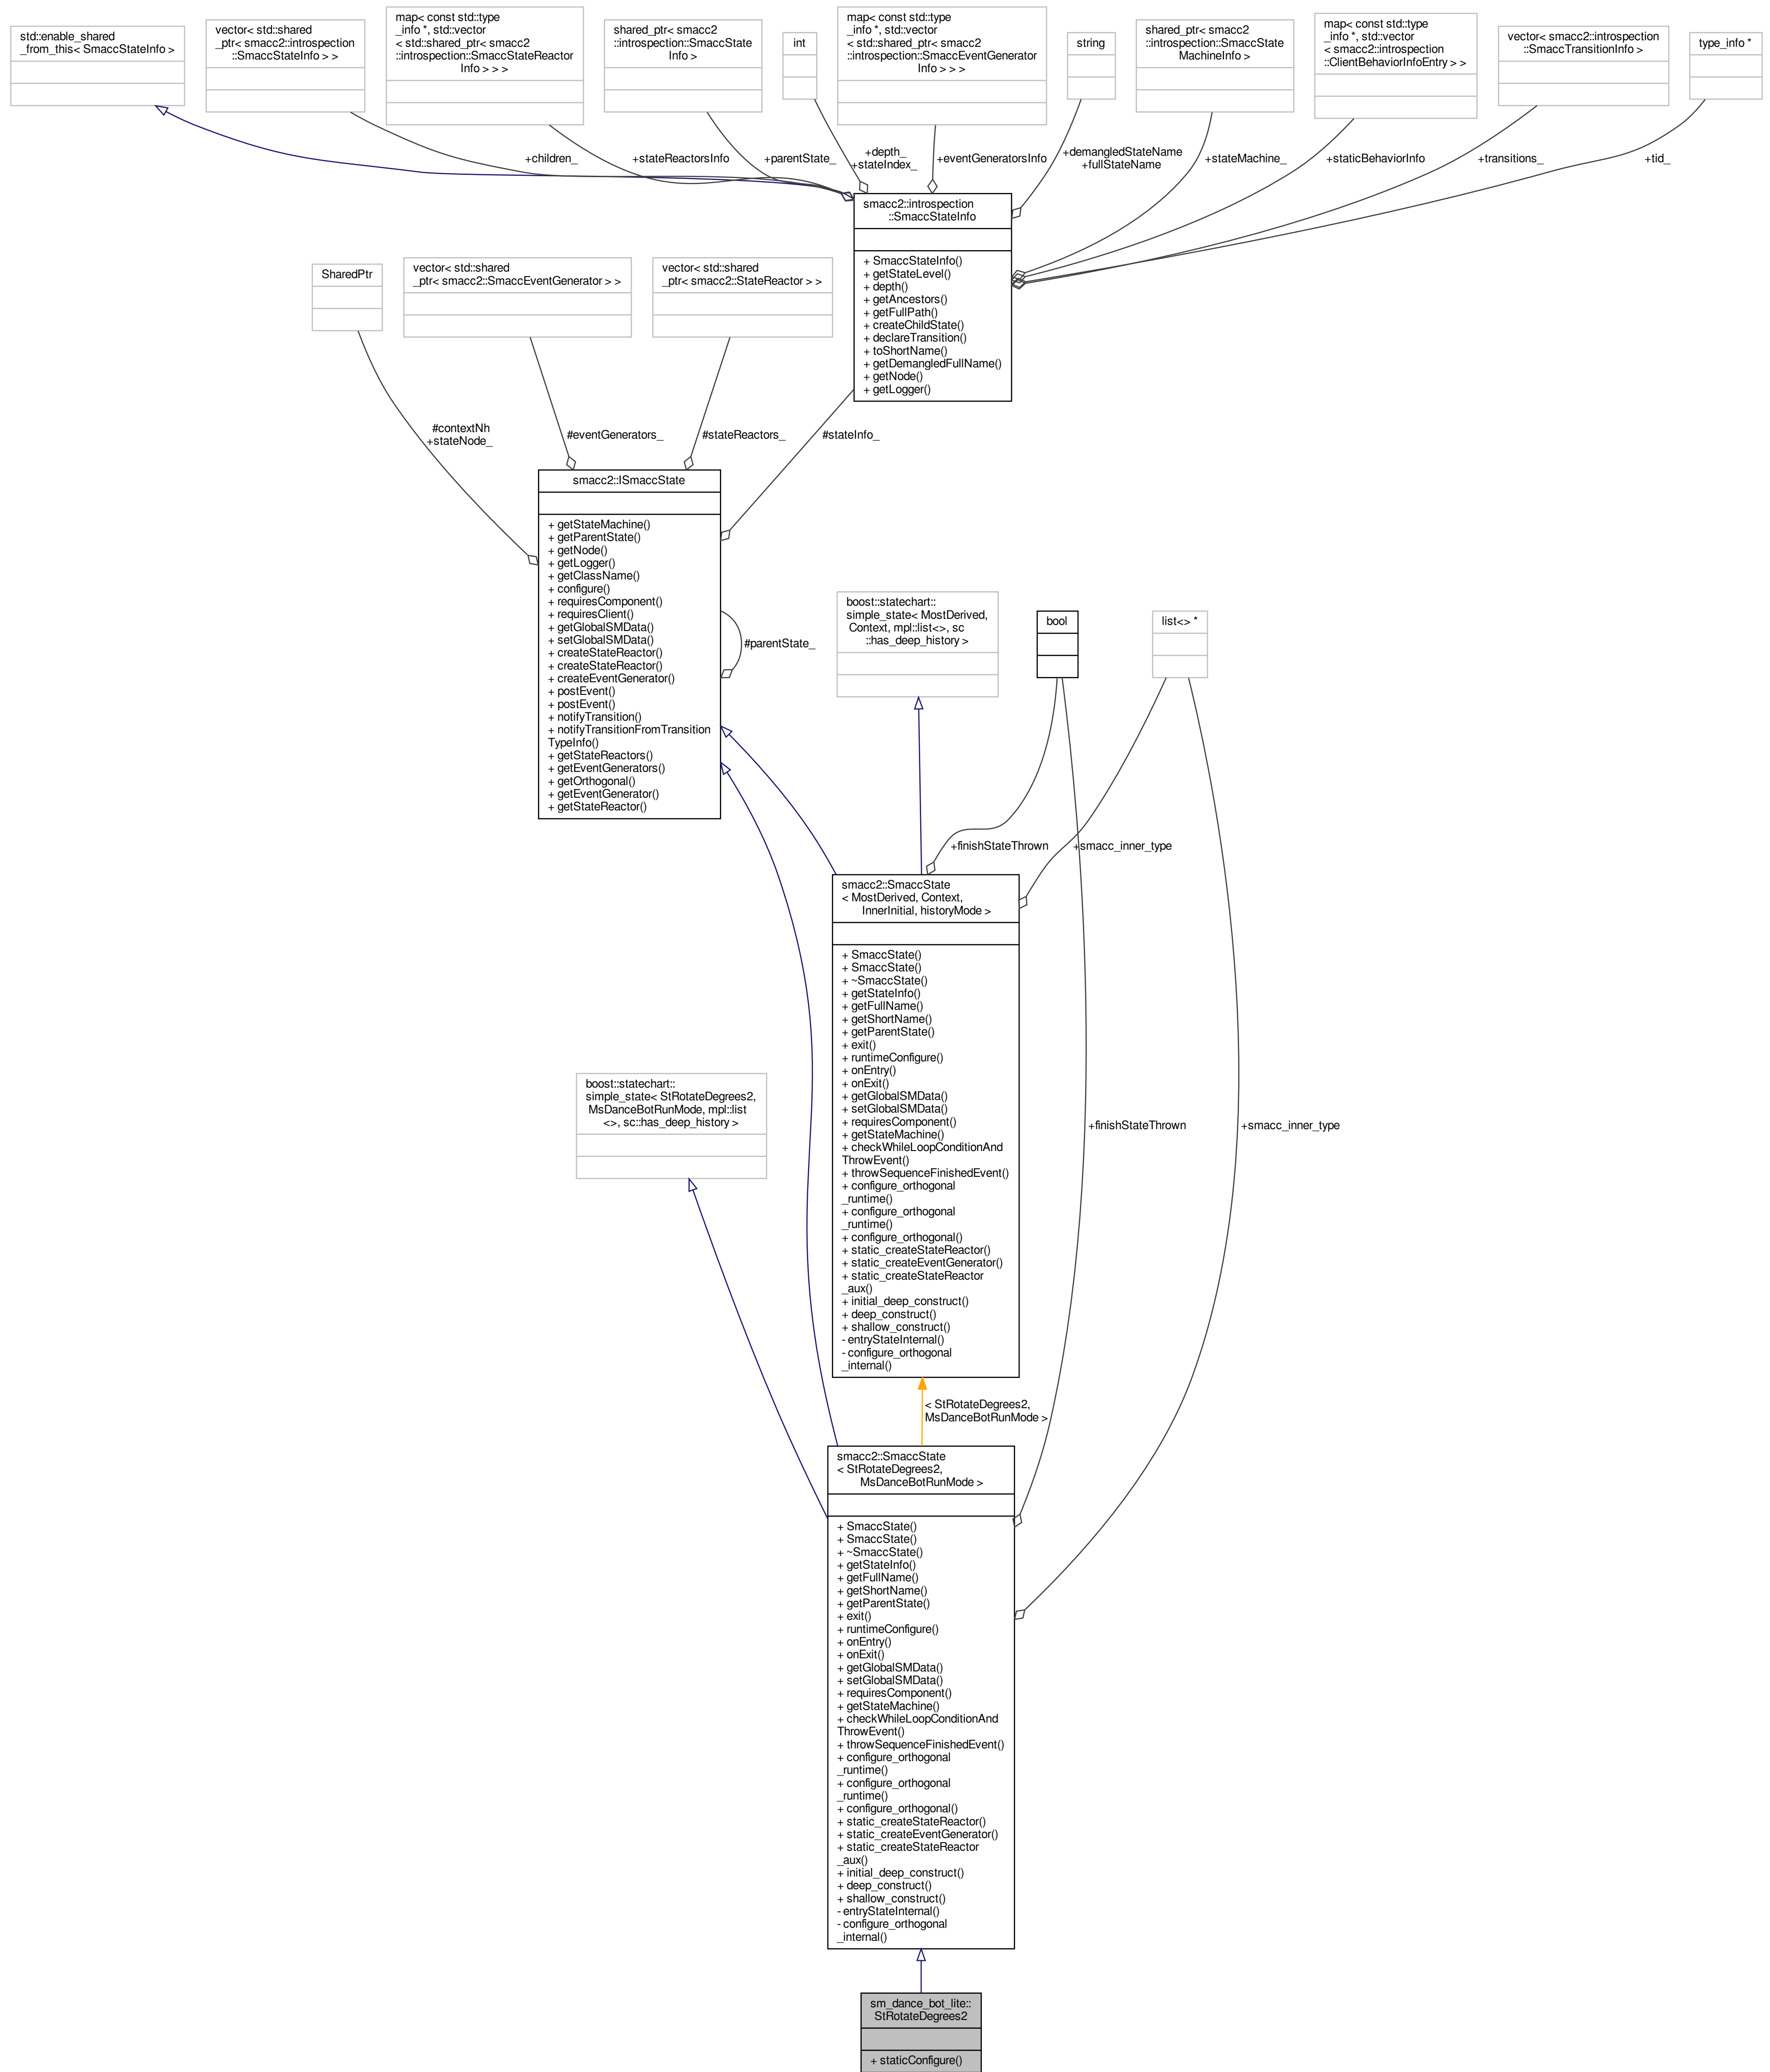 std::enable_shared
_from_this< SmaccStateInfo >
vector< std::shared
_ptr< smacc2::introspection
::SmaccStateInfo > >
map< const std::type
_info *, std::vector
< std::shared_ptr< smacc2
::introspection::SmaccStateReactor
Info > > >
shared_ptr< smacc2
::introspection::SmaccState
Info >
int
map< const std::type
_info *, std::vector
< std::shared_ptr< smacc2
::introspection::SmaccEventGenerator
Info > > >
string
shared_ptr< smacc2
::introspection::SmaccState
MachineInfo >
map< const std::type
_info *, std::vector
< smacc2::introspection
::ClientBehaviorInfoEntry > >
vector< smacc2::introspection
::SmaccTransitionInfo >
type_info *
+children_
+stateReactorsInfo
+parentState_
+depth_
+stateIndex_
+eventGeneratorsInfo
+demangledStateName
+fullStateName
+stateMachine_
+staticBehaviorInfo
+transitions_
+tid_
smacc2::introspection
::SmaccStateInfo
+ SmaccStateInfo()
+ getStateLevel()
+ depth()
+ getAncestors()
+ getFullPath()
+ createChildState()
+ declareTransition()
+ toShortName()
+ getDemangledFullName()
+ getNode()
+ getLogger()
SharedPtr
vector< std::shared
_ptr< smacc2::SmaccEventGenerator > >
vector< std::shared
_ptr< smacc2::StateReactor > >
#contextNh
+stateNode_
#eventGenerators_
#stateReactors_
#stateInfo_
smacc2::ISmaccState
+ getStateMachine()
+ getParentState()
+ getNode()
+ getLogger()
+ getClassName()
+ configure()
+ requiresComponent()
+ requiresClient()
+ getGlobalSMData()
+ setGlobalSMData()
+ createStateReactor()
+ createStateReactor()
+ createEventGenerator()
+ postEvent()
+ postEvent()
+ notifyTransition()
+ notifyTransitionFromTransition
TypeInfo()
+ getStateReactors()
+ getEventGenerators()
+ getOrthogonal()
+ getEventGenerator()
+ getStateReactor()
#parentState_
boost::statechart::
simple_state< MostDerived,
Context, mpl::list<>, sc
::has_deep_history >
bool
list<> *
+finishStateThrown
+smacc_inner_type
smacc2::SmaccState
< MostDerived, Context,
InnerInitial, historyMode >
+ SmaccState()
+ SmaccState()
+ ~SmaccState()
+ getStateInfo()
+ getFullName()
+ getShortName()
+ getParentState()
+ exit()
+ runtimeConfigure()
+ onEntry()
+ onExit()
+ getGlobalSMData()
+ setGlobalSMData()
+ requiresComponent()
+ getStateMachine()
+ checkWhileLoopConditionAnd
ThrowEvent()
+ throwSequenceFinishedEvent()
+ configure_orthogonal
_runtime()
+ configure_orthogonal
_runtime()
+ configure_orthogonal()
+ static_createStateReactor()
+ static_createEventGenerator()
+ static_createStateReactor
_aux()
+ initial_deep_construct()
+ deep_construct()
+ shallow_construct()
- entryStateInternal()
- configure_orthogonal
_internal()
boost::statechart::
simple_state< StRotateDegrees2,
MsDanceBotRunMode, mpl::list
<>, sc::has_deep_history >
+finishStateThrown
+smacc_inner_type
< StRotateDegrees2,
MsDanceBotRunMode >
smacc2::SmaccState
< StRotateDegrees2,
MsDanceBotRunMode >
+ SmaccState()
+ SmaccState()
+ ~SmaccState()
+ getStateInfo()
+ getFullName()
+ getShortName()
+ getParentState()
+ exit()
+ runtimeConfigure()
+ onEntry()
+ onExit()
+ getGlobalSMData()
+ setGlobalSMData()
+ requiresComponent()
+ getStateMachine()
+ checkWhileLoopConditionAnd
ThrowEvent()
+ throwSequenceFinishedEvent()
+ configure_orthogonal
_runtime()
+ configure_orthogonal
_runtime()
+ configure_orthogonal()
+ static_createStateReactor()
+ static_createEventGenerator()
+ static_createStateReactor
_aux()
+ initial_deep_construct()
+ deep_construct()
+ shallow_construct()
- entryStateInternal()
- configure_orthogonal
_internal()
sm_dance_bot_lite::
StRotateDegrees2
+ staticConfigure()